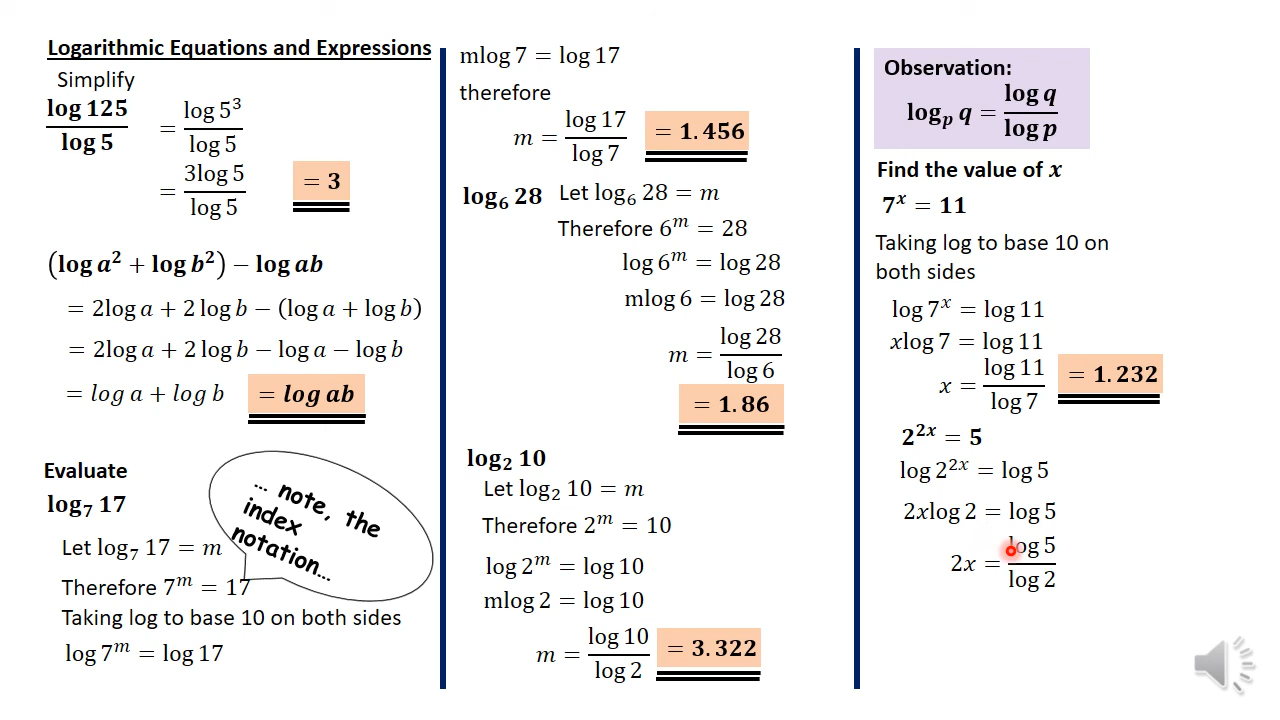 Logarithmic Equations and Expressions
Simplify
log 125 / log 5 = log 5³ / log 5
= 3log 5 / log 5 = 3
(log a² + log b²) − log ab
= 2log a + 2 log b − (log a + log b)
= 2log a + 2 log b − log a − log b
= log a + log b = log ab
Evaluate
log₇ 17
... note, the
index
notation...
Let log₇ 17 = m
Therefore 7ᵐ = 17
Taking log to base 10 on both sides
log 7ᵐ = log 17
mlog 7 = log 17
therefore
m = log 17 / log 7 = 1.456
log₆ 28 Let log₆ 28 = m
Therefore 6ᵐ = 28
log 6ᵐ = log 28
mlog 6 = log 28
m = log 28 / log 6
= 1.86
log₂ 10
Let log₂ 10 = m
Therefore 2ᵐ = 10
log 2ᵐ = log 10
mlog 2 = log 10
m = log 10 / log 2 = 3.322
Observation:
logₚ q = log q / log p
Find the value of x
7ˣ = 11
Taking log to base 10 on
both sides
log 7ˣ = log 11
xlog 7 = log 11
x = log 11 / log 7 = 1.232
2²ˣ = 5
log 2²ˣ = log 5
2xlog 2 = log 5
2x = log 5 / log 2